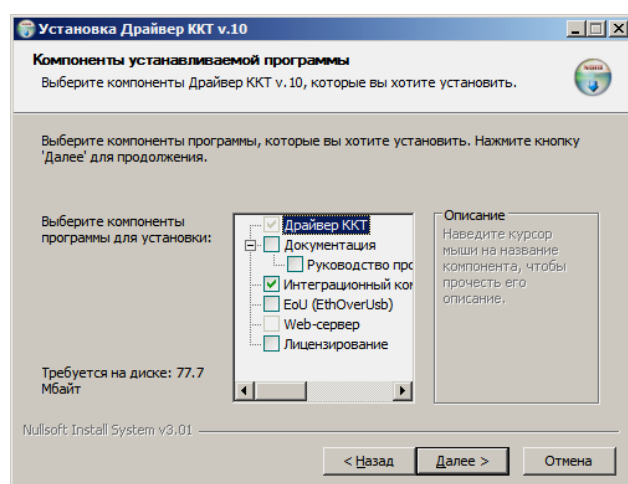 Установка Драйвер ККТ v.10
Компоненты устанавливаемой программы
Выберите компоненты Драйвер ККТ v.10, которые вы хотите установить.
Выберите компоненты программы, которые вы хотите установить. Нажмите кнопку
'Далее' для продолжения.
Выберите компоненты
программы для установки:
Драйвер ККТ
Документация
Руководство прс
Интеграционный ког
EoU (EthOverUsb)
Web-сервер
Лицензирование
Описание
Наведите курсор
мыши на название
компонента, чтобы
прочесть его
описание.
Требуется на диске: 77.7
Мбайт
Nullsoft Install System v3.01
< Назад
Далее >
Отмена